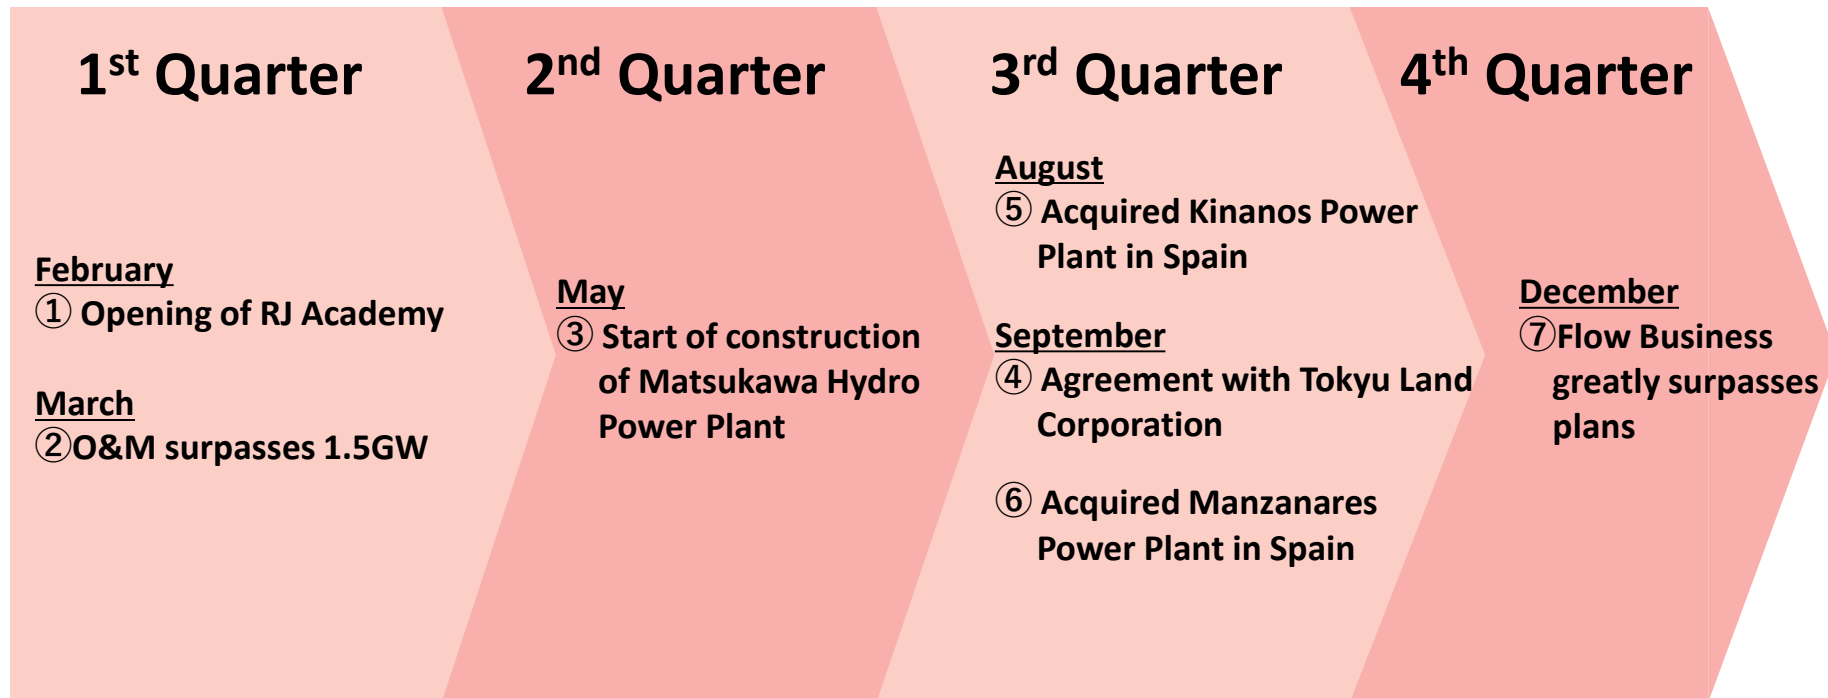 1st Quarter
February
① Opening of RJ Academy
March
②O&M surpasses 1.5GW
2nd Quarter
May
③ Start of construction
of Matsukawa Hydro
Power Plant
3rd Quarter
August
⑤ Acquired Kinanos Power
Plant in Spain
September
④ Agreement with Tokyu Land
Corporation
⑥ Acquired Manzanares
Power Plant in Spain
4th Quarter
December
⑦Flow Business
greatly surpasses
plans